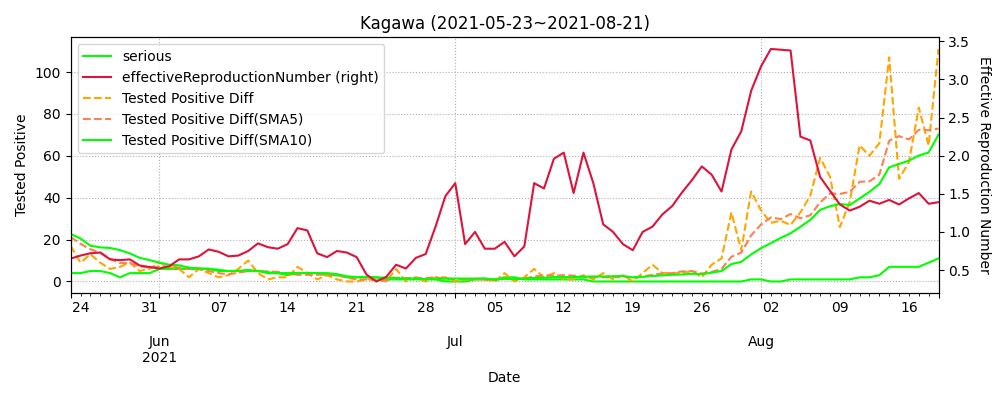 Kagawa (2021-05-23~2021-08-21)
serious
effectiveReproductionNumber (right)
Tested Positive Diff
Tested Positive Diff(SMA5)
Tested Positive Diff(SMA10)
Tested Positive
100
80
60
40
20
0
3.5
3.0
2.5
2.0
1.5
1.0
0.5
Effective Reproduction Number
24 31 07 14 21 28 05 12 19 26 02 09 16
Jun Jul Aug
2021
Date